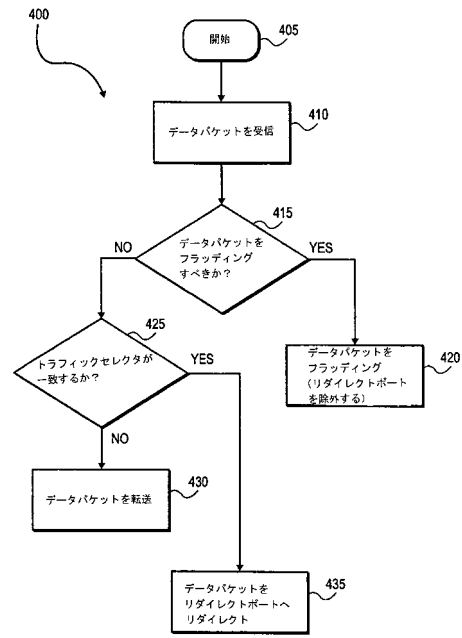 400
開始
405
データパケットを受信
410
415
データパケットを
フラッディング
すべきか？
NO
YES
425
トラフィックセレクタが
一致するか？
YES
データパケットを
フラッディング
（リダイレクトポート
を除外する）
420
NO
データパケットを転送
430
データパケットを
リダイレクトポートへ
リダイレクト
435